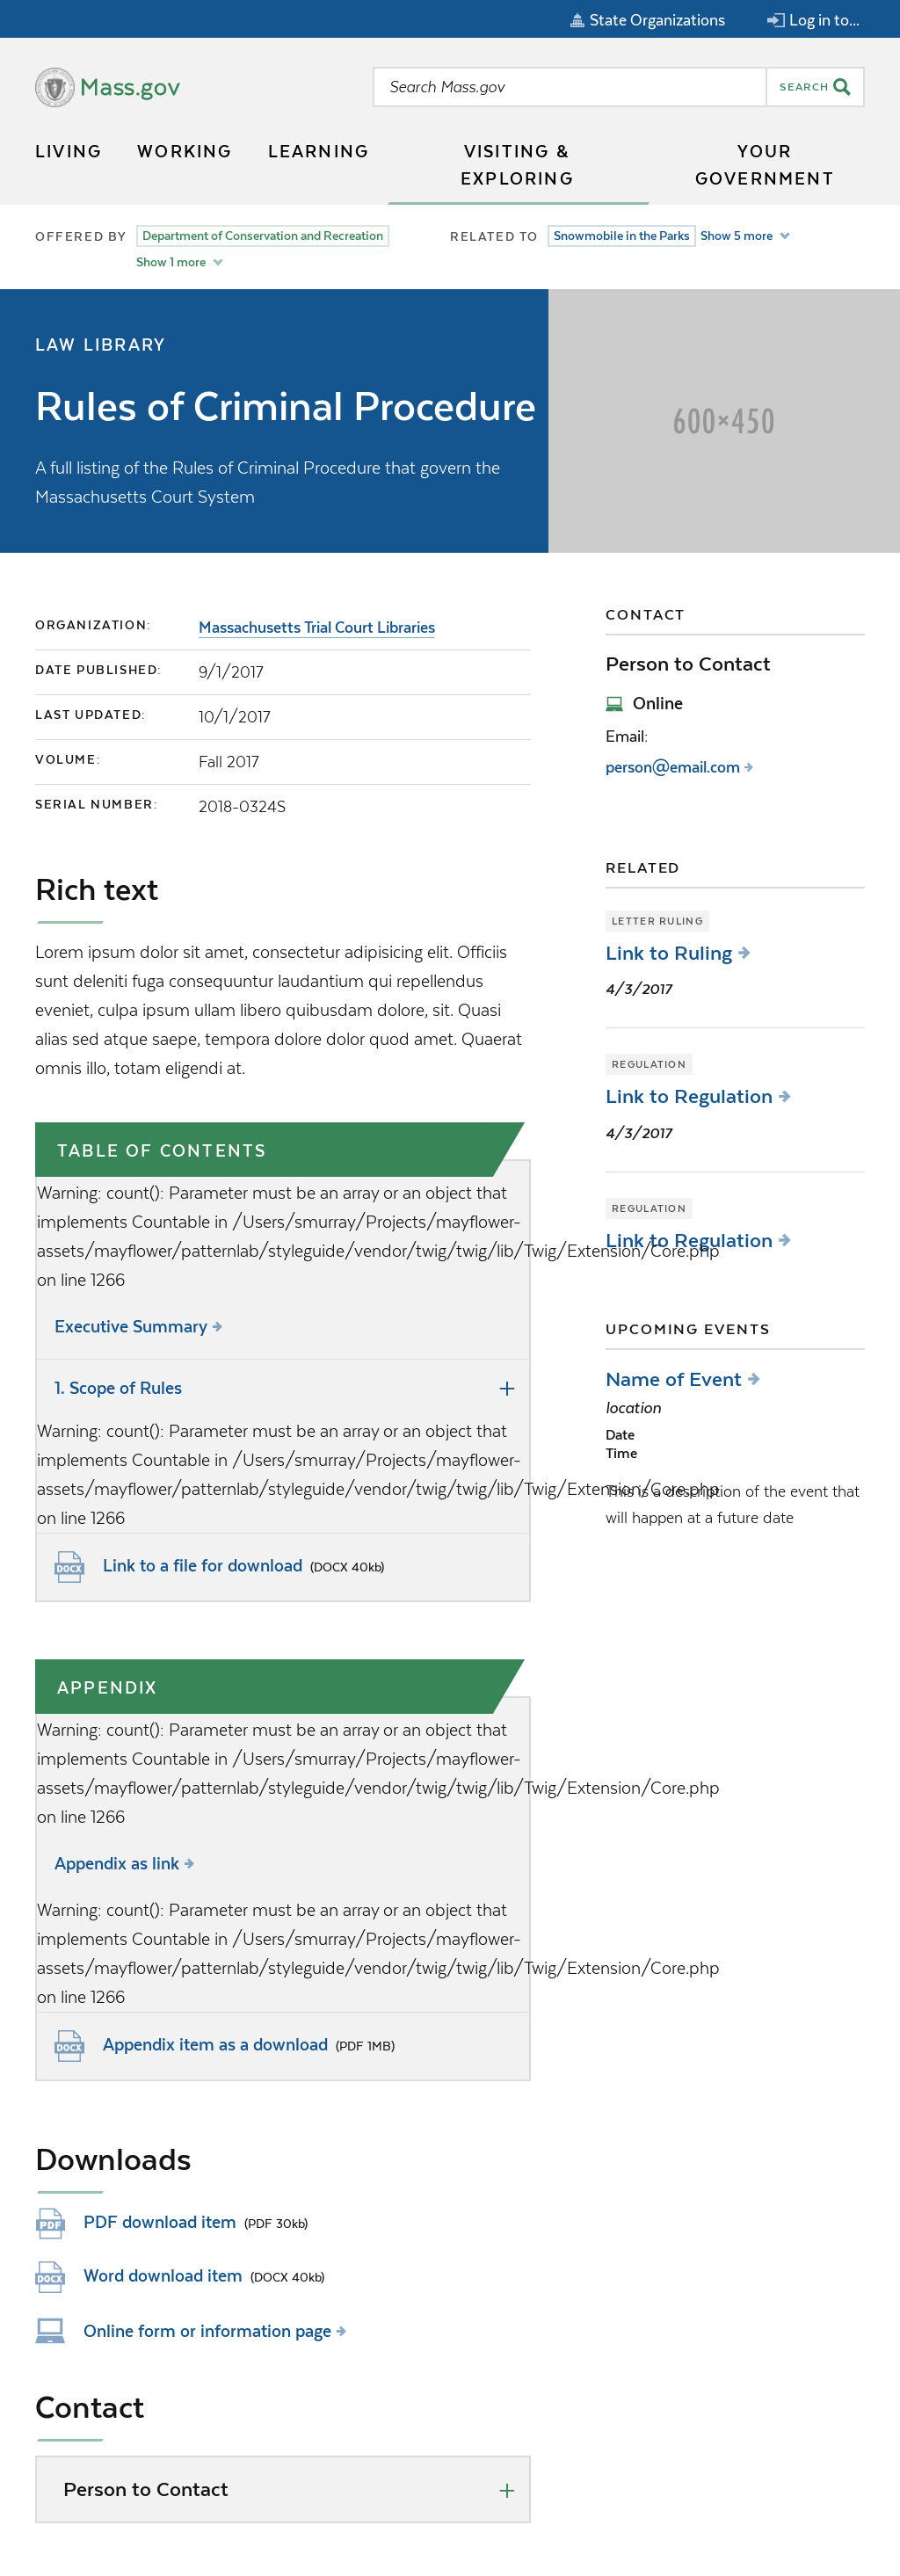 State Organizations
Log in to...
Mass.gov
Search Mass.gov
SEARCH
LIVING
WORKING
LEARNING
VISITING &
EXPLORING
YOUR
GOVERNMENT
OFFERED BY
Department of Conservation and Recreation
Show 1 more
RELATED TO
Snowmobile in the Parks
Show 5 more
LAW LIBRARY
Rules of Criminal Procedure
A full listing of the Rules of Criminal Procedure that govern the
Massachusetts Court System
600×450
ORGANIZATION:
Massachusetts Trial Court Libraries
DATE PUBLISHED:
9/1/2017
LAST UPDATED:
10/1/2017
VOLUME:
Fall 2017
SERIAL NUMBER:
2018-0324S
Rich text
Lorem ipsum dolor sit amet, consectetur adipisicing elit. Officiis
sunt deleniti fuga consequuntur laudantium qui repellendus
eveniet, culpa ipsum ullam libero quibusdam dolore, sit. Quasi
alias sed atque saepe, tempora dolore dolor quod amet. Quaerat
omnis illo, totam eligendi at.
TABLE OF CONTENTS
Warning: count(): Parameter must be an array or an object that
implements Countable in /Users/smurray/Projects/mayflower-
assets/mayflower/patternlab/styleguide/vendor/twig/twig/lib/Twig/Extension/Core.php
on line 1266
Executive Summary
1. Scope of Rules
Warning: count(): Parameter must be an array or an object that
implements Countable in /Users/smurray/Projects/mayflower-
assets/mayflower/patternlab/styleguide/vendor/twig/twig/lib/Twig/Extension/Core.php
on line 1266
DOCX
Link to a file for download (DOCX 40kb)
APPENDIX
Warning: count(): Parameter must be an array or an object that
implements Countable in /Users/smurray/Projects/mayflower-
assets/mayflower/patternlab/styleguide/vendor/twig/twig/lib/Twig/Extension/Core.php
on line 1266
Appendix as link
Warning: count(): Parameter must be an array or an object that
implements Countable in /Users/smurray/Projects/mayflower-
assets/mayflower/patternlab/styleguide/vendor/twig/twig/lib/Twig/Extension/Core.php
on line 1266
DOCX
Appendix item as a download (PDF 1MB)
Downloads
PDF
PDF download item (PDF 30kb)
DOCX
Word download item (DOCX 40kb)
Online form or information page
Contact
Person to Contact
CONTACT
Person to Contact
Online
Email:
person@email.com
RELATED
LETTER RULING
Link to Ruling
4/3/2017
REGULATION
Link to Regulation
4/3/2017
REGULATION
Link to Regulation
UPCOMING EVENTS
Name of Event
location
Date
Time
This is a description of the event that
will happen at a future date